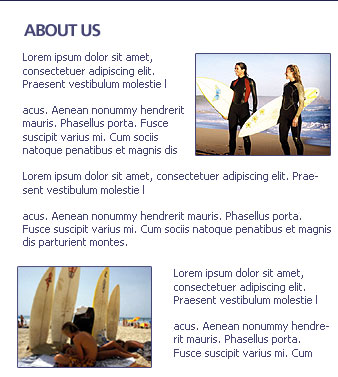 ABOUT US
Lorem ipsum dolor sit amet,
consectetuer adipiscing elit.
Praesent vestibulum molestie l
acus. Aenean nonummy hendrerit
mauris. Phasellus porta. Fusce
suscipit varius mi. Cum sociis
natoque penatibus et magnis dis
Lorem ipsum dolor sit amet, consectetuer adipiscing elit. Prae-
sent vestibulum molestie l
acus. Aenean nonummy hendrerit mauris. Phasellus porta.
Fusce suscipit varius mi. Cum sociis natoque penatibus et magnis
dis parturient montes.
Lorem ipsum dolor sit amet,
consectetuer adipiscing elit.
Praesent vestibulum molestie l
acus. Aenean nonummy hendre-
rit mauris. Phasellus porta.
Fusce suscipit varius mi. Cum